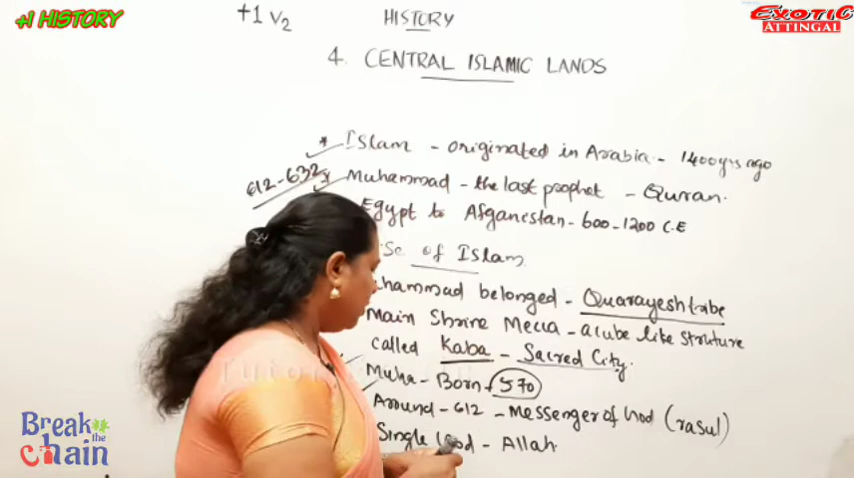 +1 HISTORY
+1 V2 HISTORY
EXOTIC
ATTINGAL
4. CENTRAL ISLAMIC LANDS
* Islam - originated in Arabia - 1400 yrs ago
612-632 * Muhammad - the last prophet - Quran.
Egypt to Afganestan - 600-1200 C.E
of Islam
belonged - Quarayesh tribe
Main Shrine Mecca - a cube like
called Kaba - Sacred City.
Muha - Born - 570
Around - 612 - Messenger of God (rasul)
Single God - Allah
Break
the
Chain